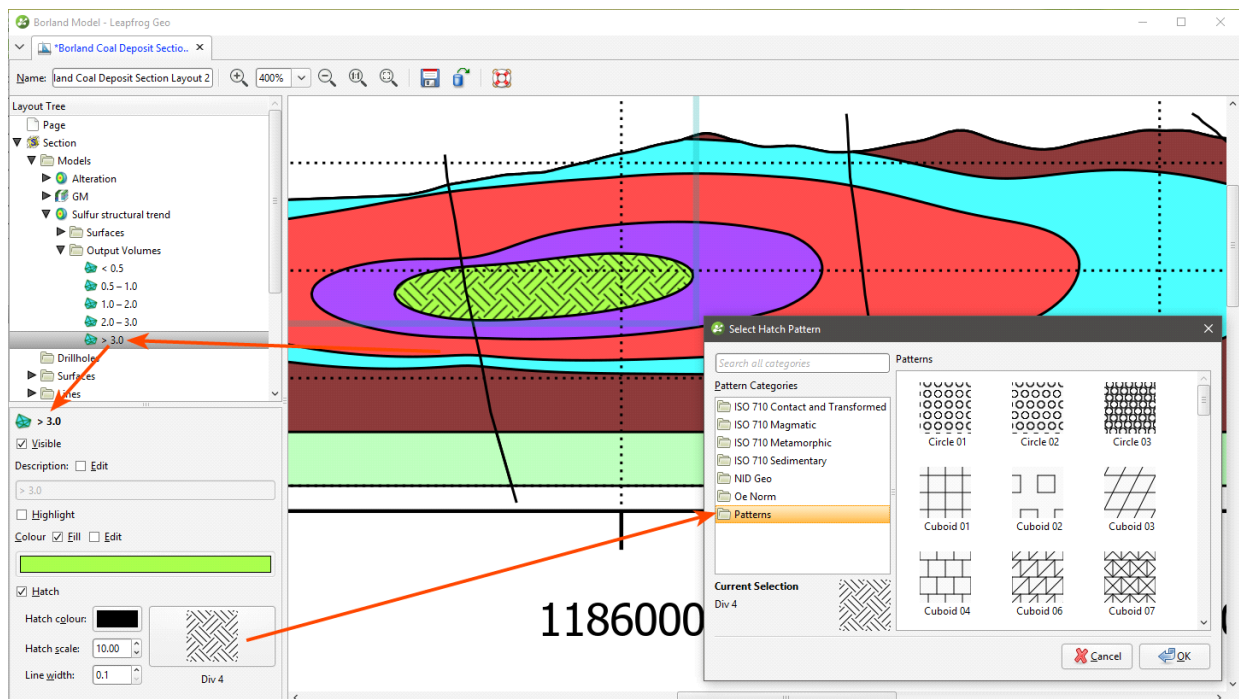 Borland Model - Leapfrog Geo
*Borland Coal Deposit Sectio..
Name: land Coal Deposit Section Layout 2
400%
Layout Tree
Page
Section
Models
Alteration
GM
Sulfur structural trend
Surfaces
Output Volumes
< 0.5
0.5 – 1.0
1.0 – 2.0
2.0 – 3.0
> 3.0
Drillholes
Surfaces
Lines
> 3.0
Visible
Description: Edit
> 3.0
Highlight
Colour Fill Edit
Hatch
Hatch colour:
Hatch scale: 10.00
Line width: 0.1
Div 4
1186000
Select Hatch Pattern
Search all categories
Pattern Categories
ISO 710 Contact and Transformed
ISO 710 Magmatic
ISO 710 Metamorphic
ISO 710 Sedimentary
NID Geo
Oe Norm
Patterns
Current Selection
Div 4
Patterns
Circle 01 Circle 02 Circle 03
Cuboid 01 Cuboid 02 Cuboid 03
Cuboid 04 Cuboid 06 Cuboid 07
Cancel OK